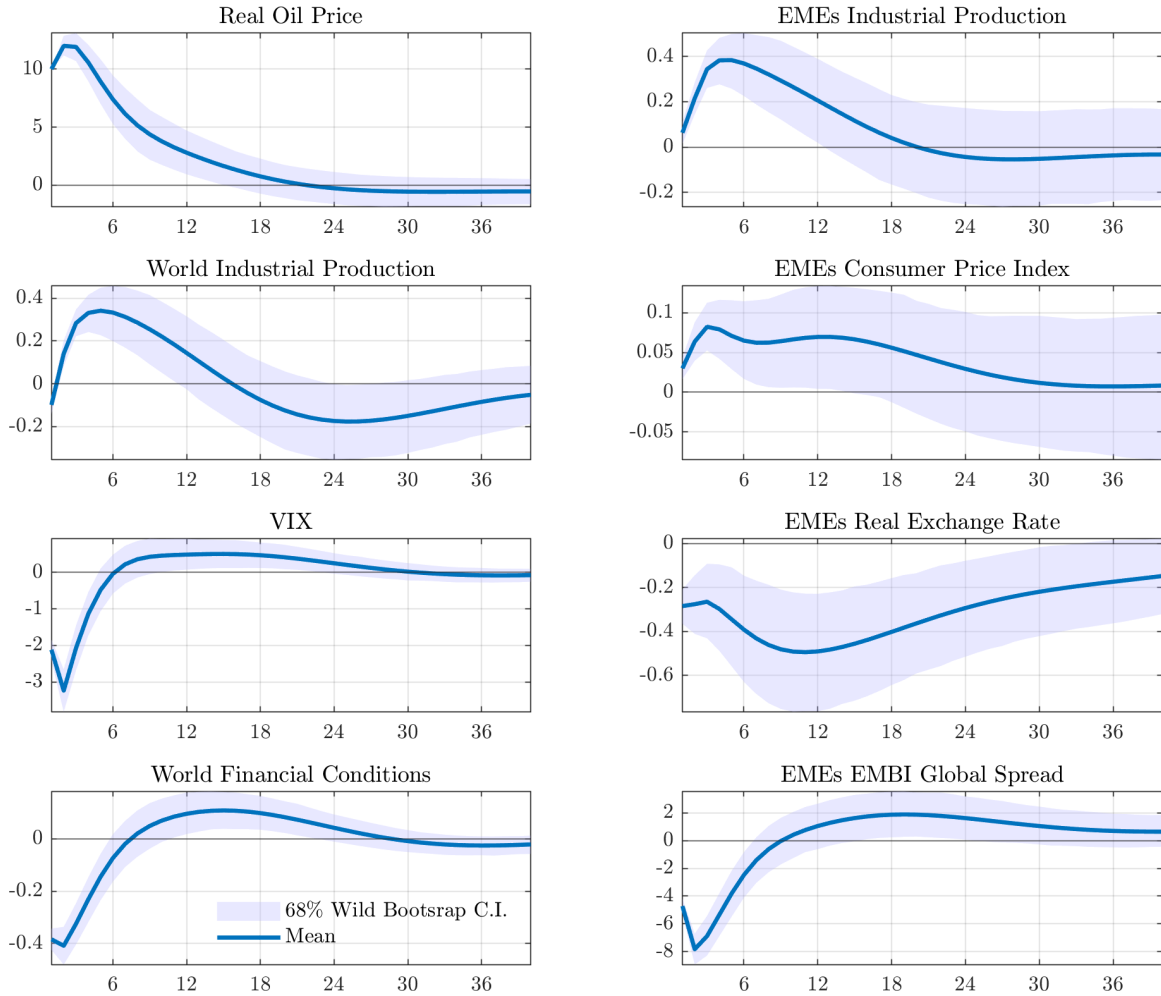 Real Oil Price
10
5
0
6 12 18 24 30 36
EMEs Industrial Production
0.4
0.2
0
-0.2
6 12 18 24 30 36
World Industrial Production
0.4
0.2
0
-0.2
6 12 18 24 30 36
EMEs Consumer Price Index
0.1
0.05
0
-0.05
6 12 18 24 30 36
VIX
0
-1
-2
-3
6 12 18 24 30 36
EMEs Real Exchange Rate
0
-0.2
-0.4
-0.6
6 12 18 24 30 36
World Financial Conditions
0
-0.2
-0.4
68% Wild Bootsrap C.I.
Mean
6 12 18 24 30 36
EMEs EMBI Global Spread
2
0
-2
-4
-6
-8
6 12 18 24 30 36